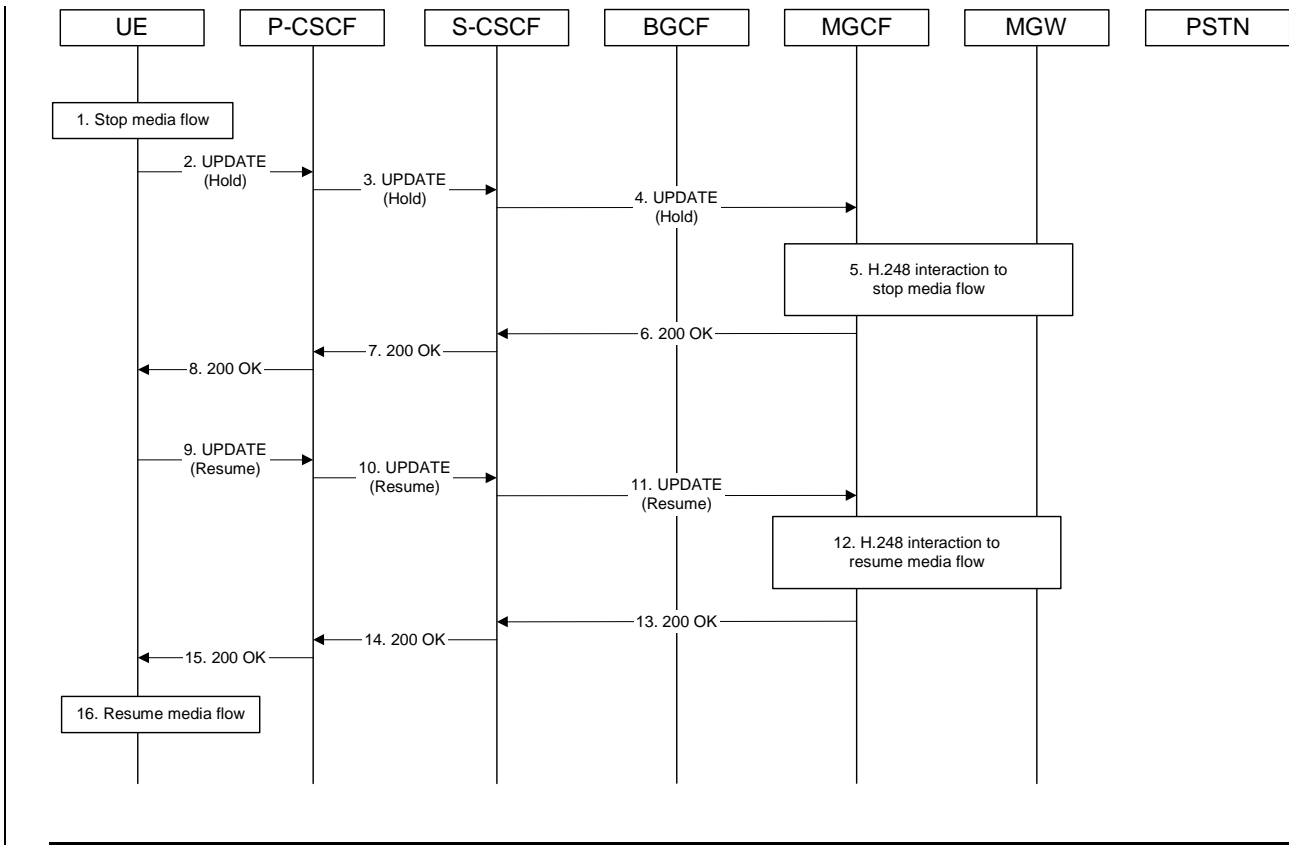 UE
P-CSCF
S-CSCF
BGCF
MGCF
MGW
PSTN
1. Stop media flow
2. UPDATE
(Hold)
3. UPDATE
(Hold)
4. UPDATE
(Hold)
5. H.248 interaction to
stop media flow
6. 200 OK
7. 200 OK
8. 200 OK
9. UPDATE
(Resume)
10. UPDATE
(Resume)
11. UPDATE
(Resume)
12. H.248 interaction to
resume media flow
13. 200 OK
14. 200 OK
15. 200 OK
16. Resume media flow